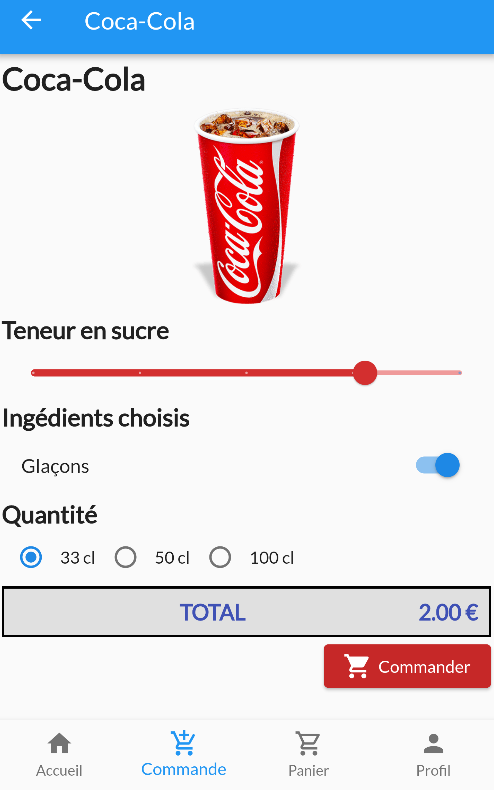 Coca-Cola
Coca-Cola
Coca-Cola
Teneur en sucre
Ingédients choisis
Glaçons
Quantité
33 cl 50 cl 100 cl
TOTAL 2.00 €
Commander
Accueil Commande Panier Profil